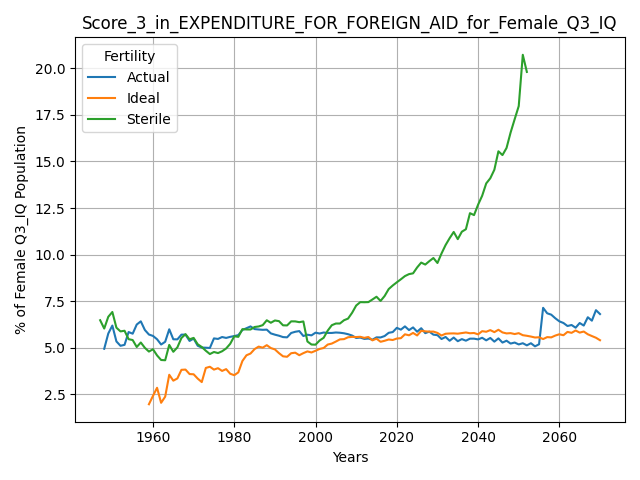 Score_3_in_EXPENDITURE_FOR_FOREIGN_AID_for_Female_Q3_IQ
Fertility
Actual
Ideal
Sterile
% of Female Q3_IQ Population
20.0
17.5
15.0
12.5
10.0
7.5
5.0
2.5
1960 1980 2000 2020 2040 2060
Years